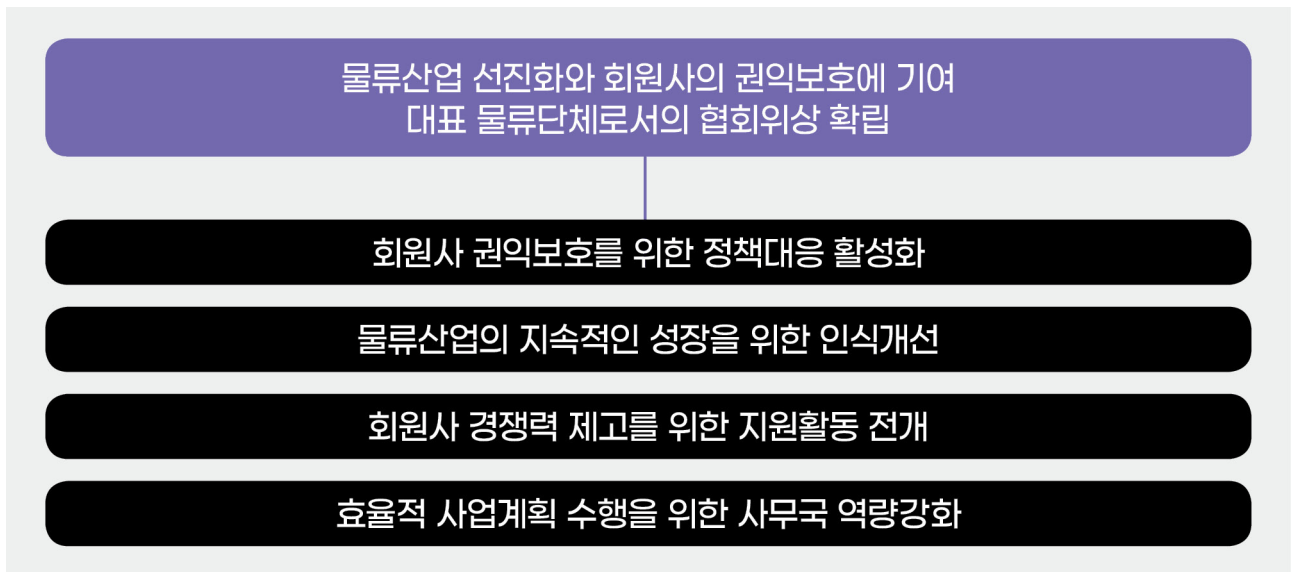 물류산업 선진화와 회원사의 권익보호에 기여
대표 물류단체로서의 협회위상 확립
회원사 권익보호를 위한 정책대응 활성화
물류산업의 지속적인 성장을 위한 인식개선
회원사 경쟁력 제고를 위한 지원활동 전개
효율적 사업계획 수행을 위한 사무국 역량강화